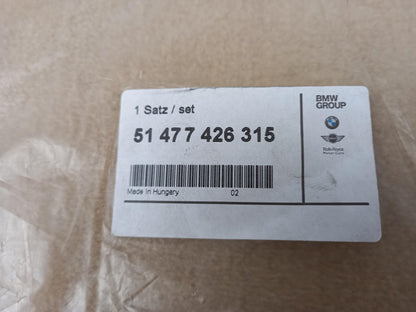 1 Satz / set
51 47 7 426 315
Made in Hungary 02
BMW
GROUP
Rolls-Royce
Motor Cars